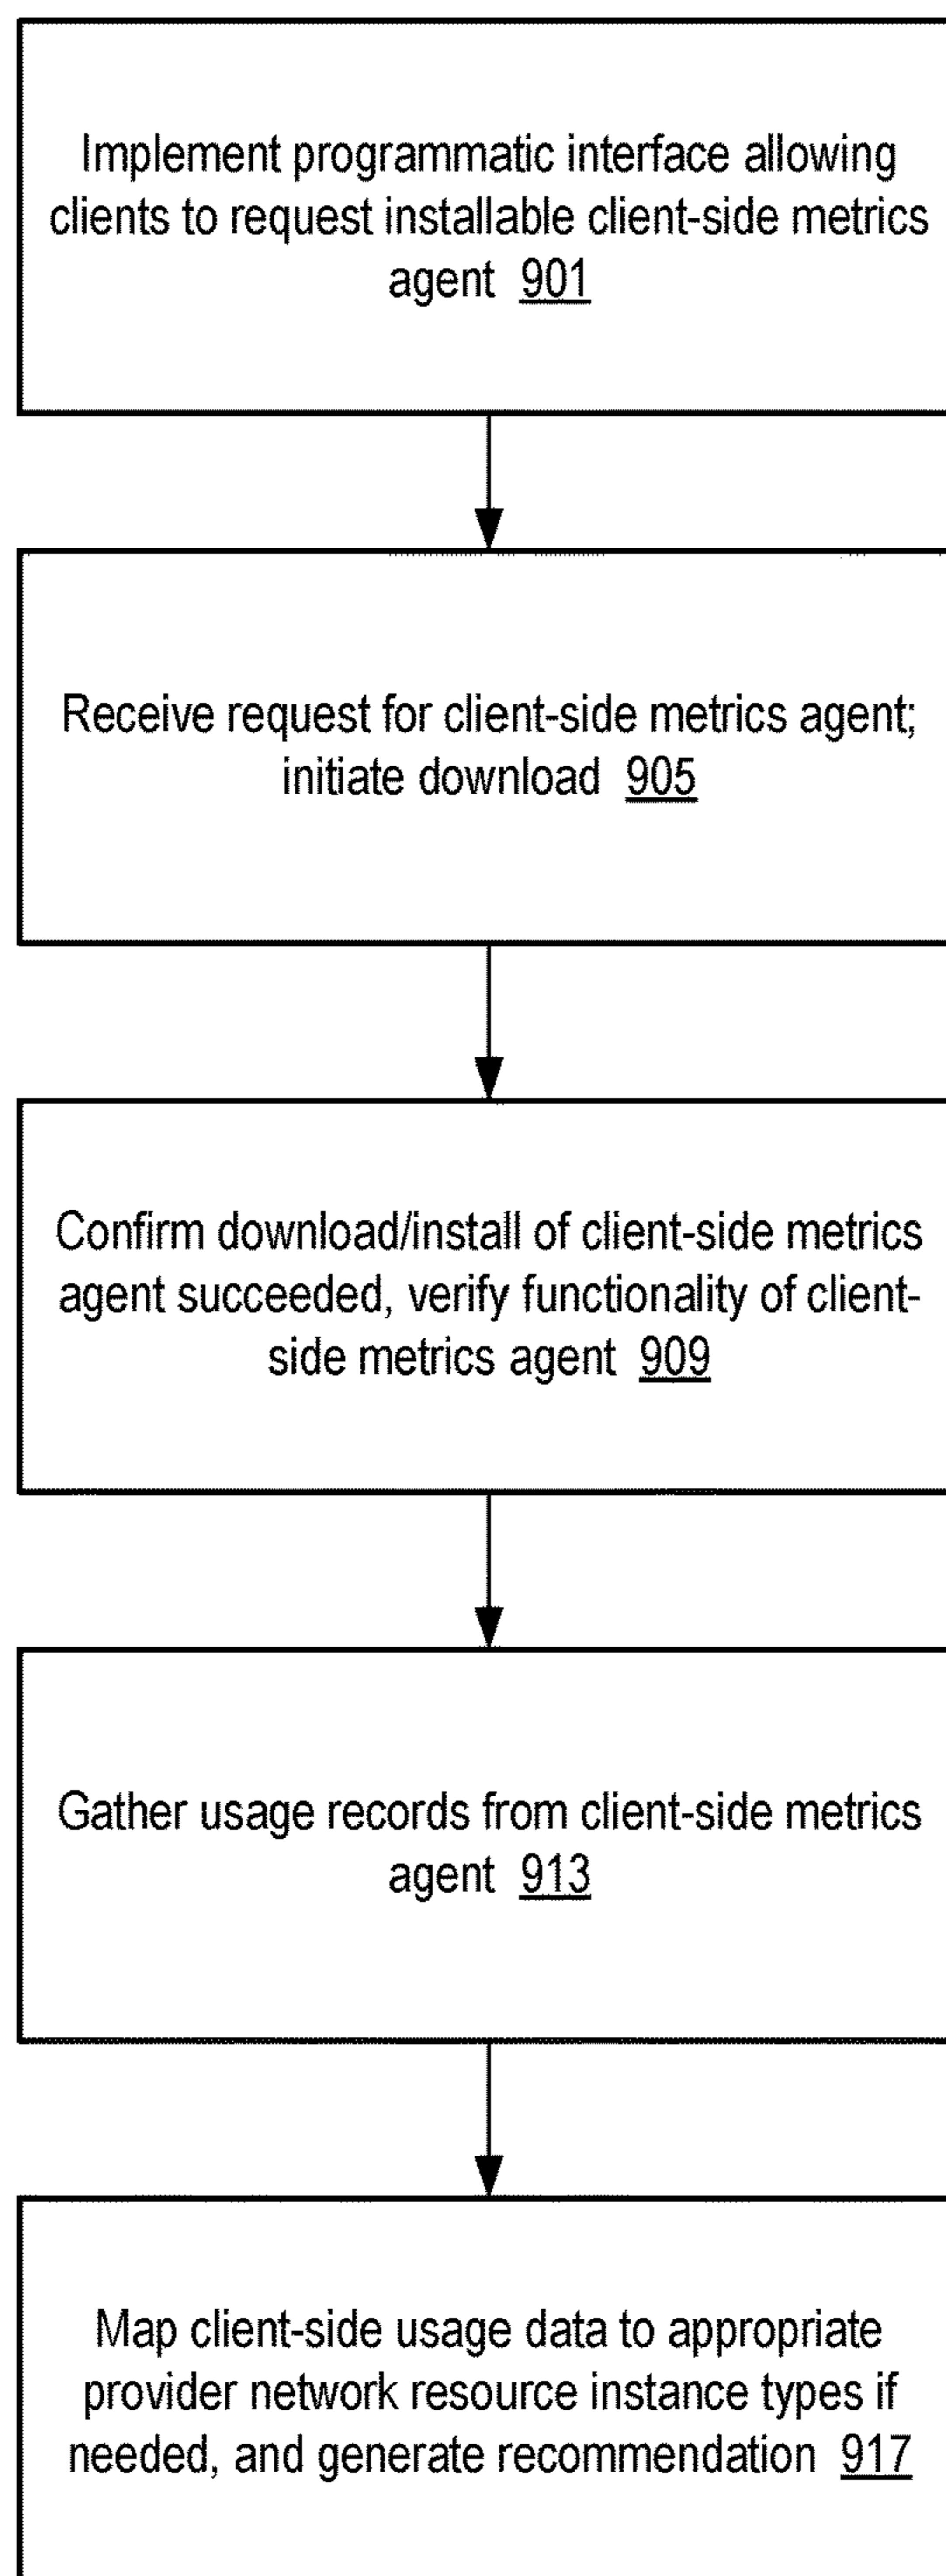 Implement programmatic interface allowing
clients to request installable client-side metrics
agent 901
Receive request for client-side metrics agent;
initiate download 905
Confirm download/install of client-side metrics
agent succeeded, verify functionality of client-
side metrics agent 909
Gather usage records from client-side metrics
agent 913
Map client-side usage data to appropriate
provider network resource instance types if
needed, and generate recommendation 917